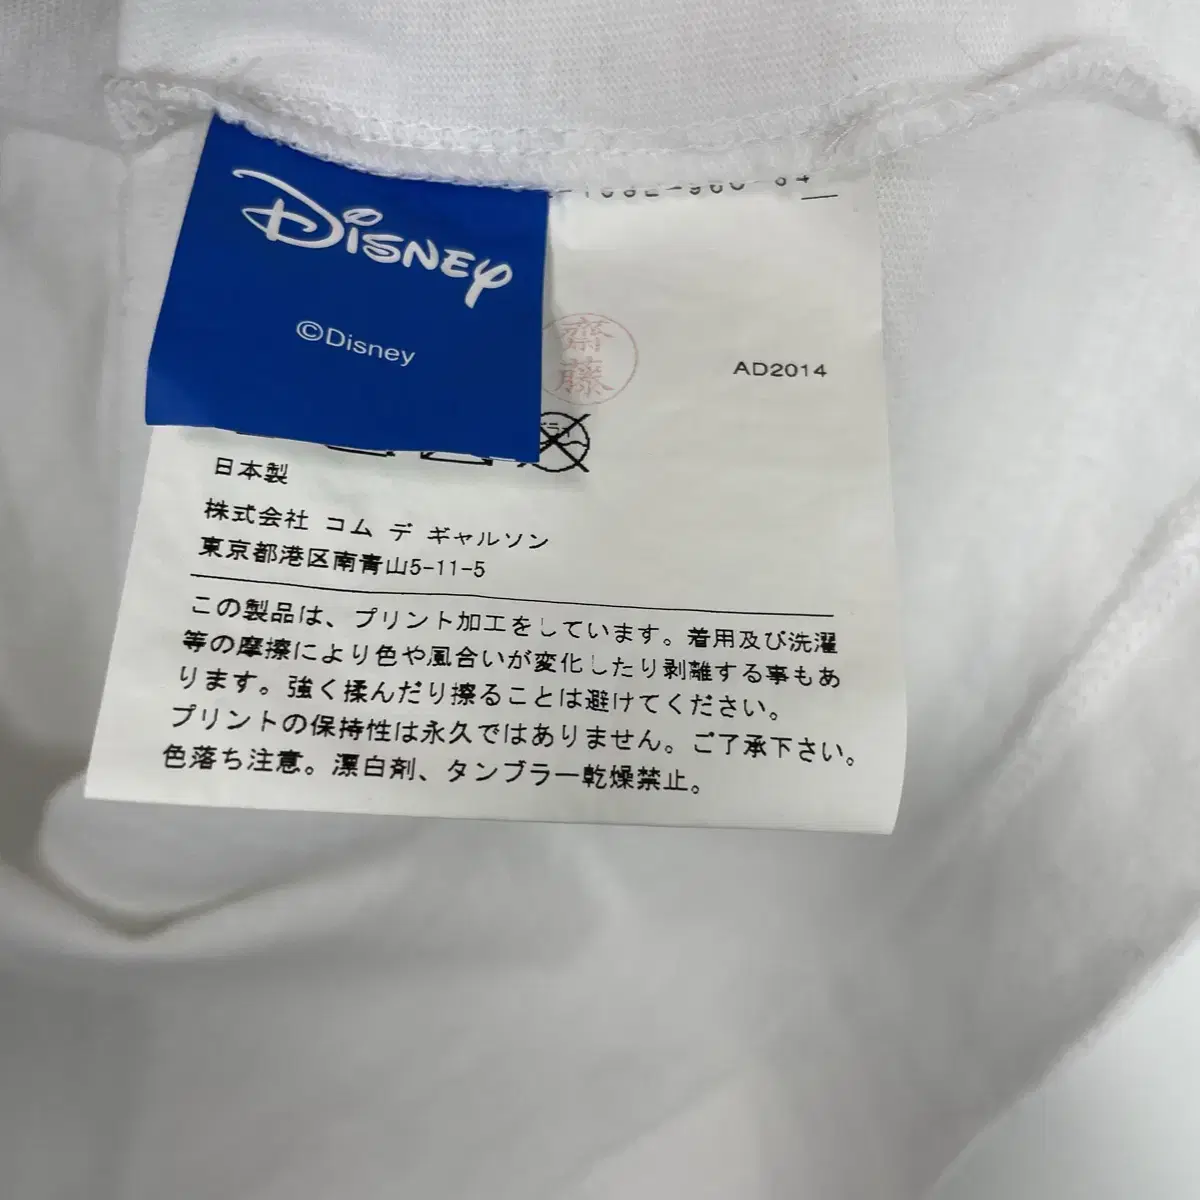 DISNEY
©Disney
齋藤
AD2014
日本製
株式会社 コム デ ギャルソン
東京都港区南青山5-11-5
この製品は、プリント加工をしています。着用及び洗濯
等の摩擦により色や風合いが変化したり剥離する事もあ
ります。強く揉んだり擦ることは避けてください。
プリントの保持性は永久ではありません。ご了承下さい。
色落ち注意。漂白剤、タンブラー乾燥禁止。